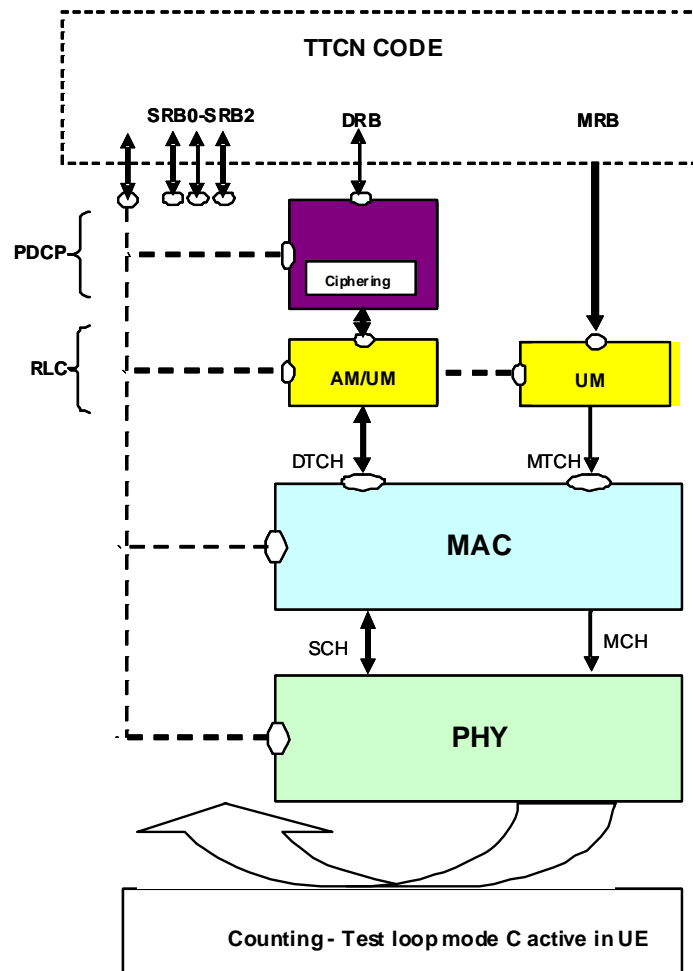 TTCN CODE
SRB0-SRB2
DRB
MRB
PDCP
Ciphering
RLC
AM/UM
UM
DTCH
MTCH
MAC
SCH
MCH
PHY
Counting - Test loop mode C active in UE